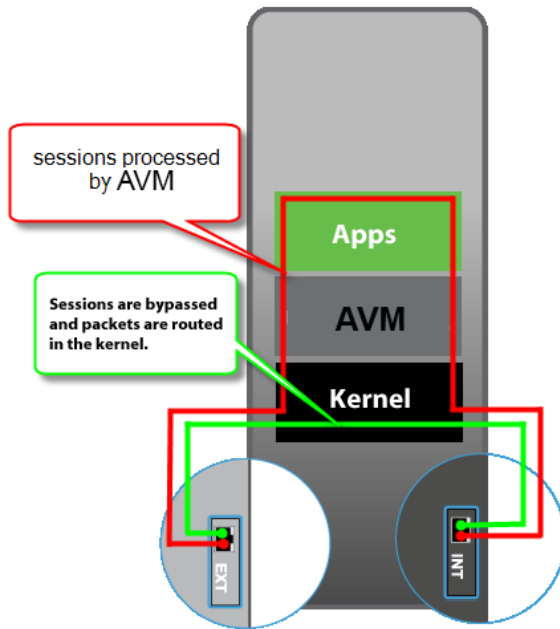 sessions processed
by AVM
Apps
Sessions are bypassed
and packets are routed
in the kernel.
AVM
Kernel
EXT
INT